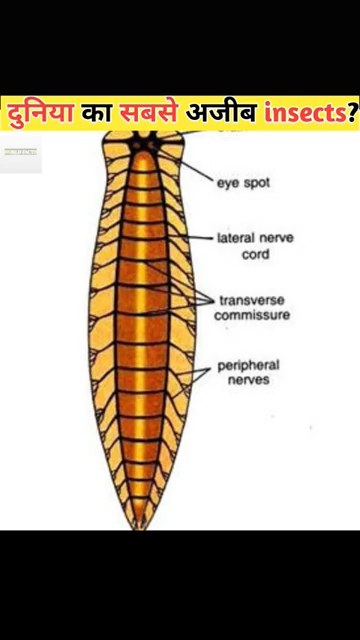 दुनिया का सबसे अजीब insects?
eye spot
lateral nerve
cord
transverse
commissure
peripheral
nerves